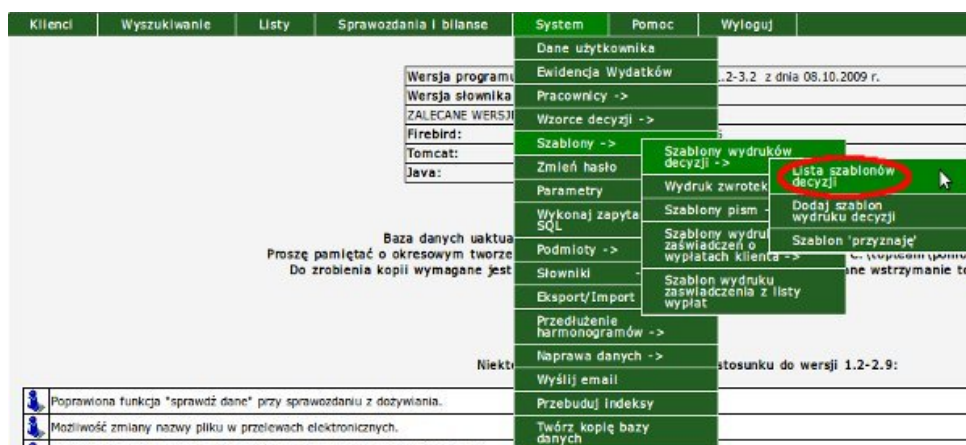 Klienci Wyszukiwanie Listy Sprawozdania i bilanse System Pomoc Wyloguj
Dane użytkownika
Ewidencja Wydatków
Pracownicy ->
Wzorce decyzji ->
Szablony ->
Zmień hasło
Parametry
Wykonaj zapyta
SQL
Podmioty ->
Słowniki
Eksport/Import
Przedłużenie
harmonogramów ->
Naprawa danych ->
Wyślij email
Przebuduj indeksy
Twórz kopię bazy
danych
Szablony wydruków
decyzji ->
Wydruk zwrotek
Szablony pism
Szablony wydru
zaświadczeń o
wypłatach klienta ->
Szablon wydruku
zaświadczenia z listy
wypłat
Lista szablonów
decyzji
Dodaj szablon
wydruku decyzji
Szablon 'przyznaję'
Wersja programu .2-3.2 z dnia 08.10.2009 r.
Wersja słownika
ZALECANE WERSJ
Firebird:
Tomcat:
Java:
Baza danych uaktua
Proszę pamiętać o okresowym tworze
Do zrobienia kopii wymagane jest ane wstrzymanie
Niekt stosunku do wersji 1.2-2.9:
Poprawiona funkcja "sprawdź dane" przy sprawozdaniu z dożywiania.
Możliwość zmiany nazwy pliku w przelewach elektronicznych.